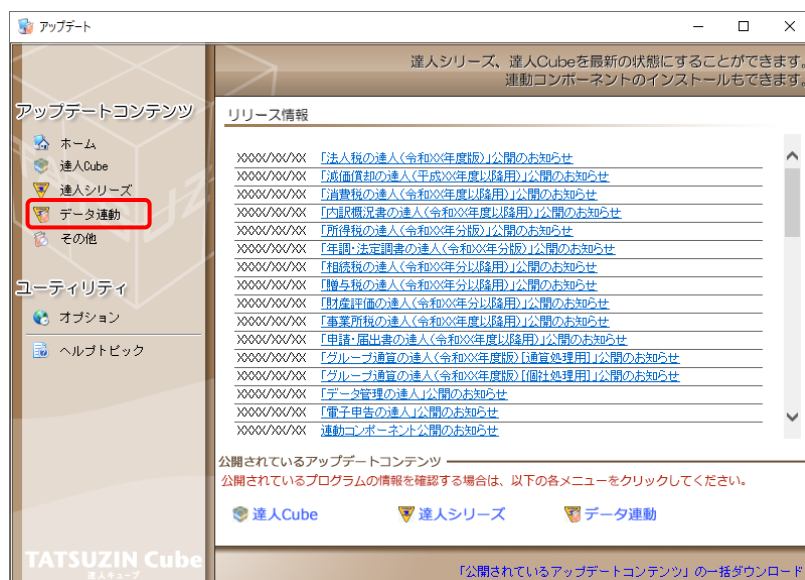 アップデート
達人シリーズ、達人Cubeを最新の状態にすることができます。
連動コンポーネントのインストールもできます。
アップデートコンテンツ
ホーム
達人Cube
達人シリーズ
データ連動
その他
ユーティリティ
オプション
ヘルプトピック
リリース情報
XXXX/XX/XX 「法人税の達人(令和XX年度版)」公開のお知らせ
XXXX/XX/XX 「減価償却の達人(平成XX年度以降用)」公開のお知らせ
XXXX/XX/XX 「消費税の達人(令和XX年度以降用)」公開のお知らせ
XXXX/XX/XX 「内訳概況書の達人(令和XX年度以降用)」公開のお知らせ
XXXX/XX/XX 「所得税の達人(令和XX年分版)」公開のお知らせ
XXXX/XX/XX 「年調・法定調書の達人(令和XX年分版)」公開のお知らせ
XXXX/XX/XX 「相続税の達人(令和XX年分以降用)」公開のお知らせ
XXXX/XX/XX 「贈与税の達人(令和XX年分以降用)」公開のお知らせ
XXXX/XX/XX 「財産評価の達人(令和XX年分以降用)」公開のお知らせ
XXXX/XX/XX 「事業所税の達人(令和XX年度以降用)」公開のお知らせ
XXXX/XX/XX 「申請・届出書の達人(令和XX年度以降用)」公開のお知らせ
XXXX/XX/XX 「グループ通算の達人(令和XX年度版)[通算処理用]」公開のお知らせ
XXXX/XX/XX 「グループ通算の達人(令和XX年度版)[個社処理用]」公開のお知らせ
XXXX/XX/XX 「データ管理の達人」公開のお知らせ
XXXX/XX/XX 「電子申告の達人」公開のお知らせ
XXXX/XX/XX 連動コンポーネント公開のお知らせ
公開されているアップデートコンテンツ
公開されているプログラムの情報を確認する場合は、以下の各メニューをクリックしてください。
達人Cube 達人シリーズ データ連動
TATSUZIN Cube
達人キューブ
「公開されているアップデートコンテンツ」の一括ダウンロード